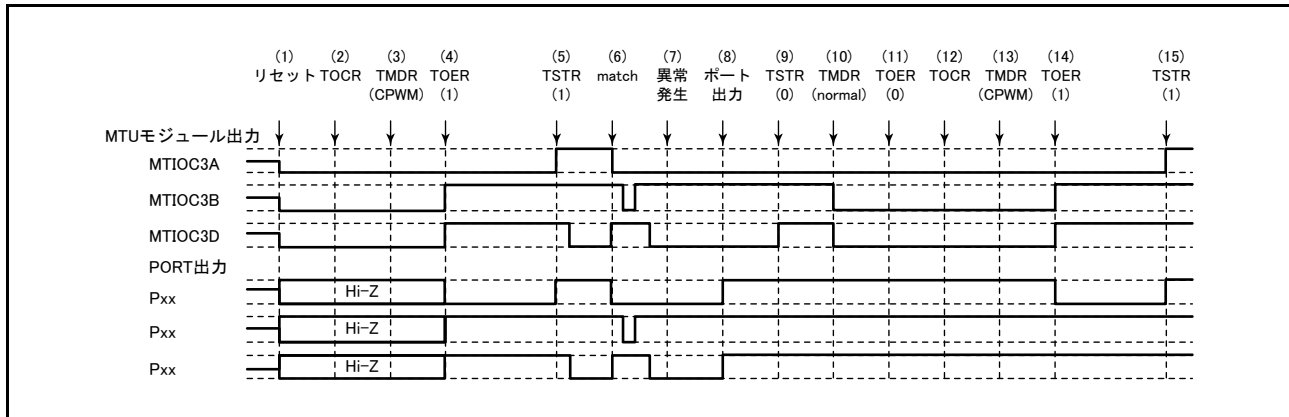 (1) (2) (3) (4) (5) (6) (7) (8) (9) (10) (11) (12) (13) (14) (15)
リセット TOCR TMDR TOER TSTR match 異常 ポート TSTR TMDR TOER TOCR TMDR TOER TSTR
(CPWM) (1) (1) 発生 出力 (0) (normal) (0) (CPWM) (1) (1)
MTUモジュール出力
MTIOC3A
MTIOC3B
MTIOC3D
PORT出力
Pxx Hi-Z
Pxx Hi-Z
Pxx Hi-Z